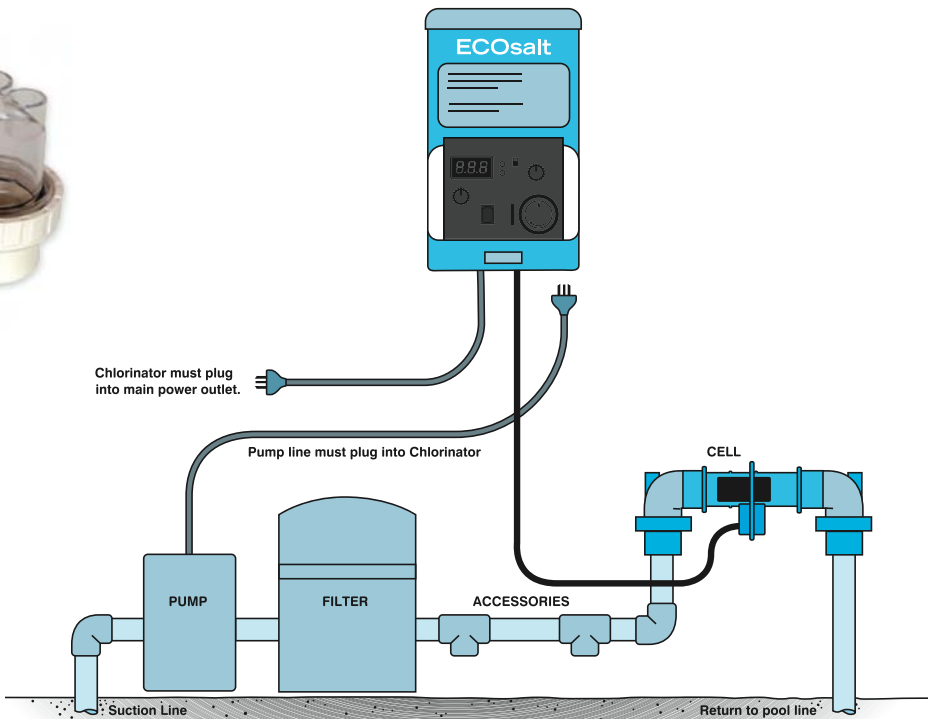 ECOsalt
8.8.8
Chlorinator must plug
into main power outlet.
Pump line must plug into Chlorinator
CELL
PUMP
FILTER
ACCESSORIES
Suction Line
Return to pool line